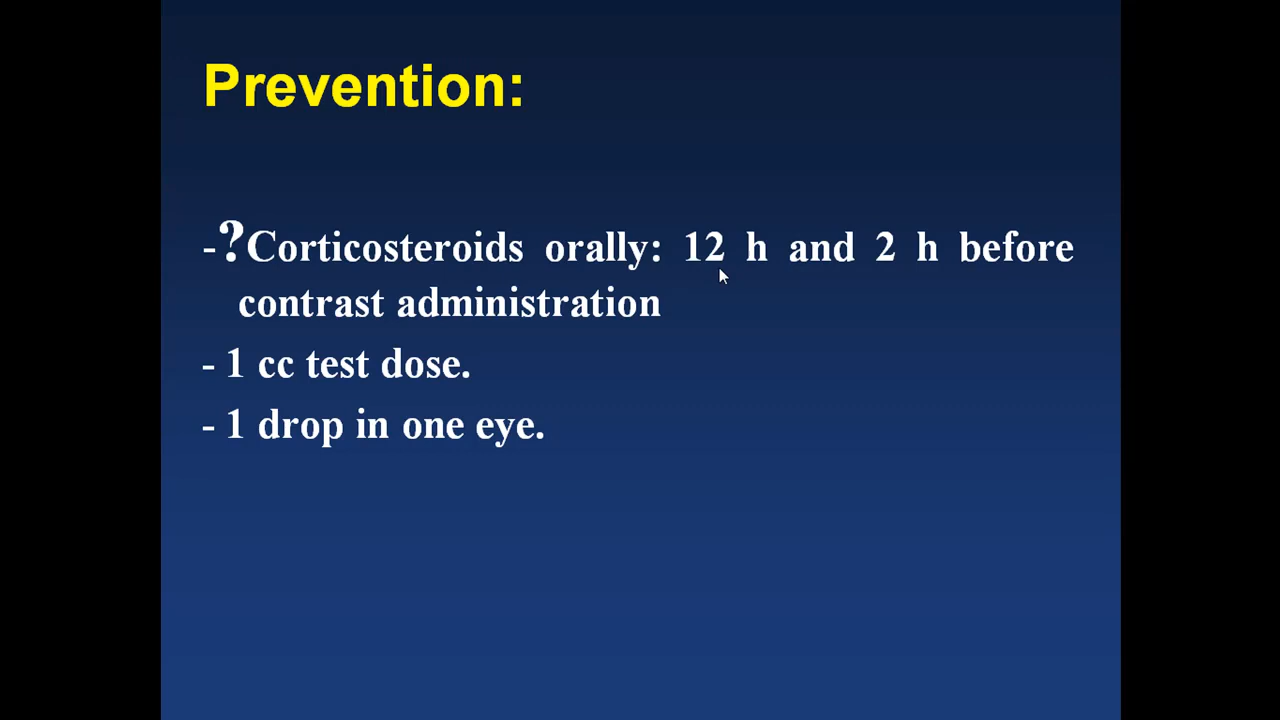 Prevention:
-?Corticosteroids orally: 12 h and 2 h before
contrast administration
- 1 cc test dose.
- 1 drop in one eye.